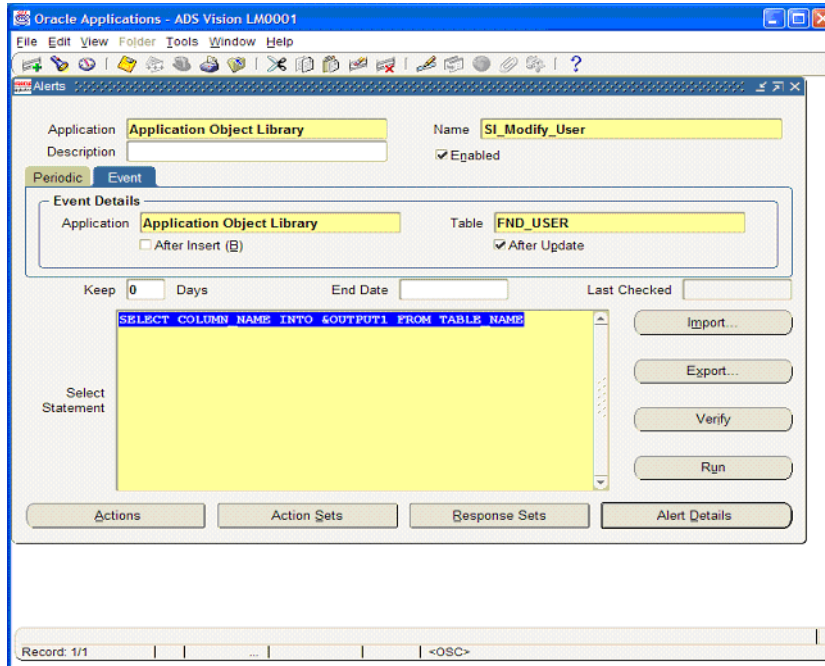 Oracle Applications - ADS Vision LM0001
File Edit View Folder Tools Window Help
Alerts
Application Application Object Library Name SI_Modify_User
Description Enabled
Periodic Event
Event Details
Application Application Object Library Table FND_USER
After Insert (B) After Update
Keep 0 Days End Date Last Checked
SELECT COLUMN_NAME INTO &OUTPUT1 FROM TABLE_NAME
Select
Statement
Import...
Export...
Verify
Run
Actions Action Sets Response Sets Alert Details
Record: 1/1 ... <OSC>